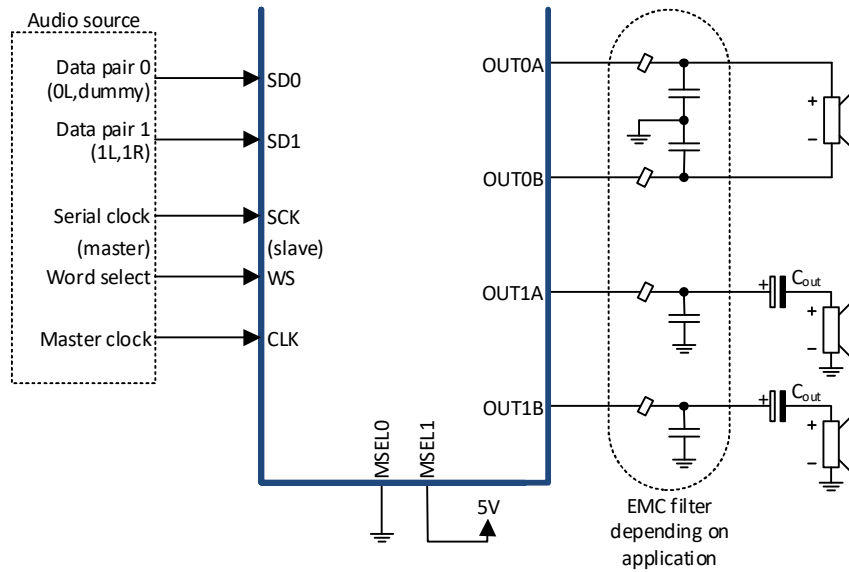 Audio source
Data pair 0
(0L,dummy)
Data pair 1
(1L,1R)
Serial clock
(master)
Word select
Master clock
SD0
SD1
SCK
(slave)
WS
CLK
MSEL0
MSEL1
5V
OUT0A
OUT0B
OUT1A
OUT1B
+
−
+
Cout
+
−
+
Cout
+
−
EMC filter
depending on
application